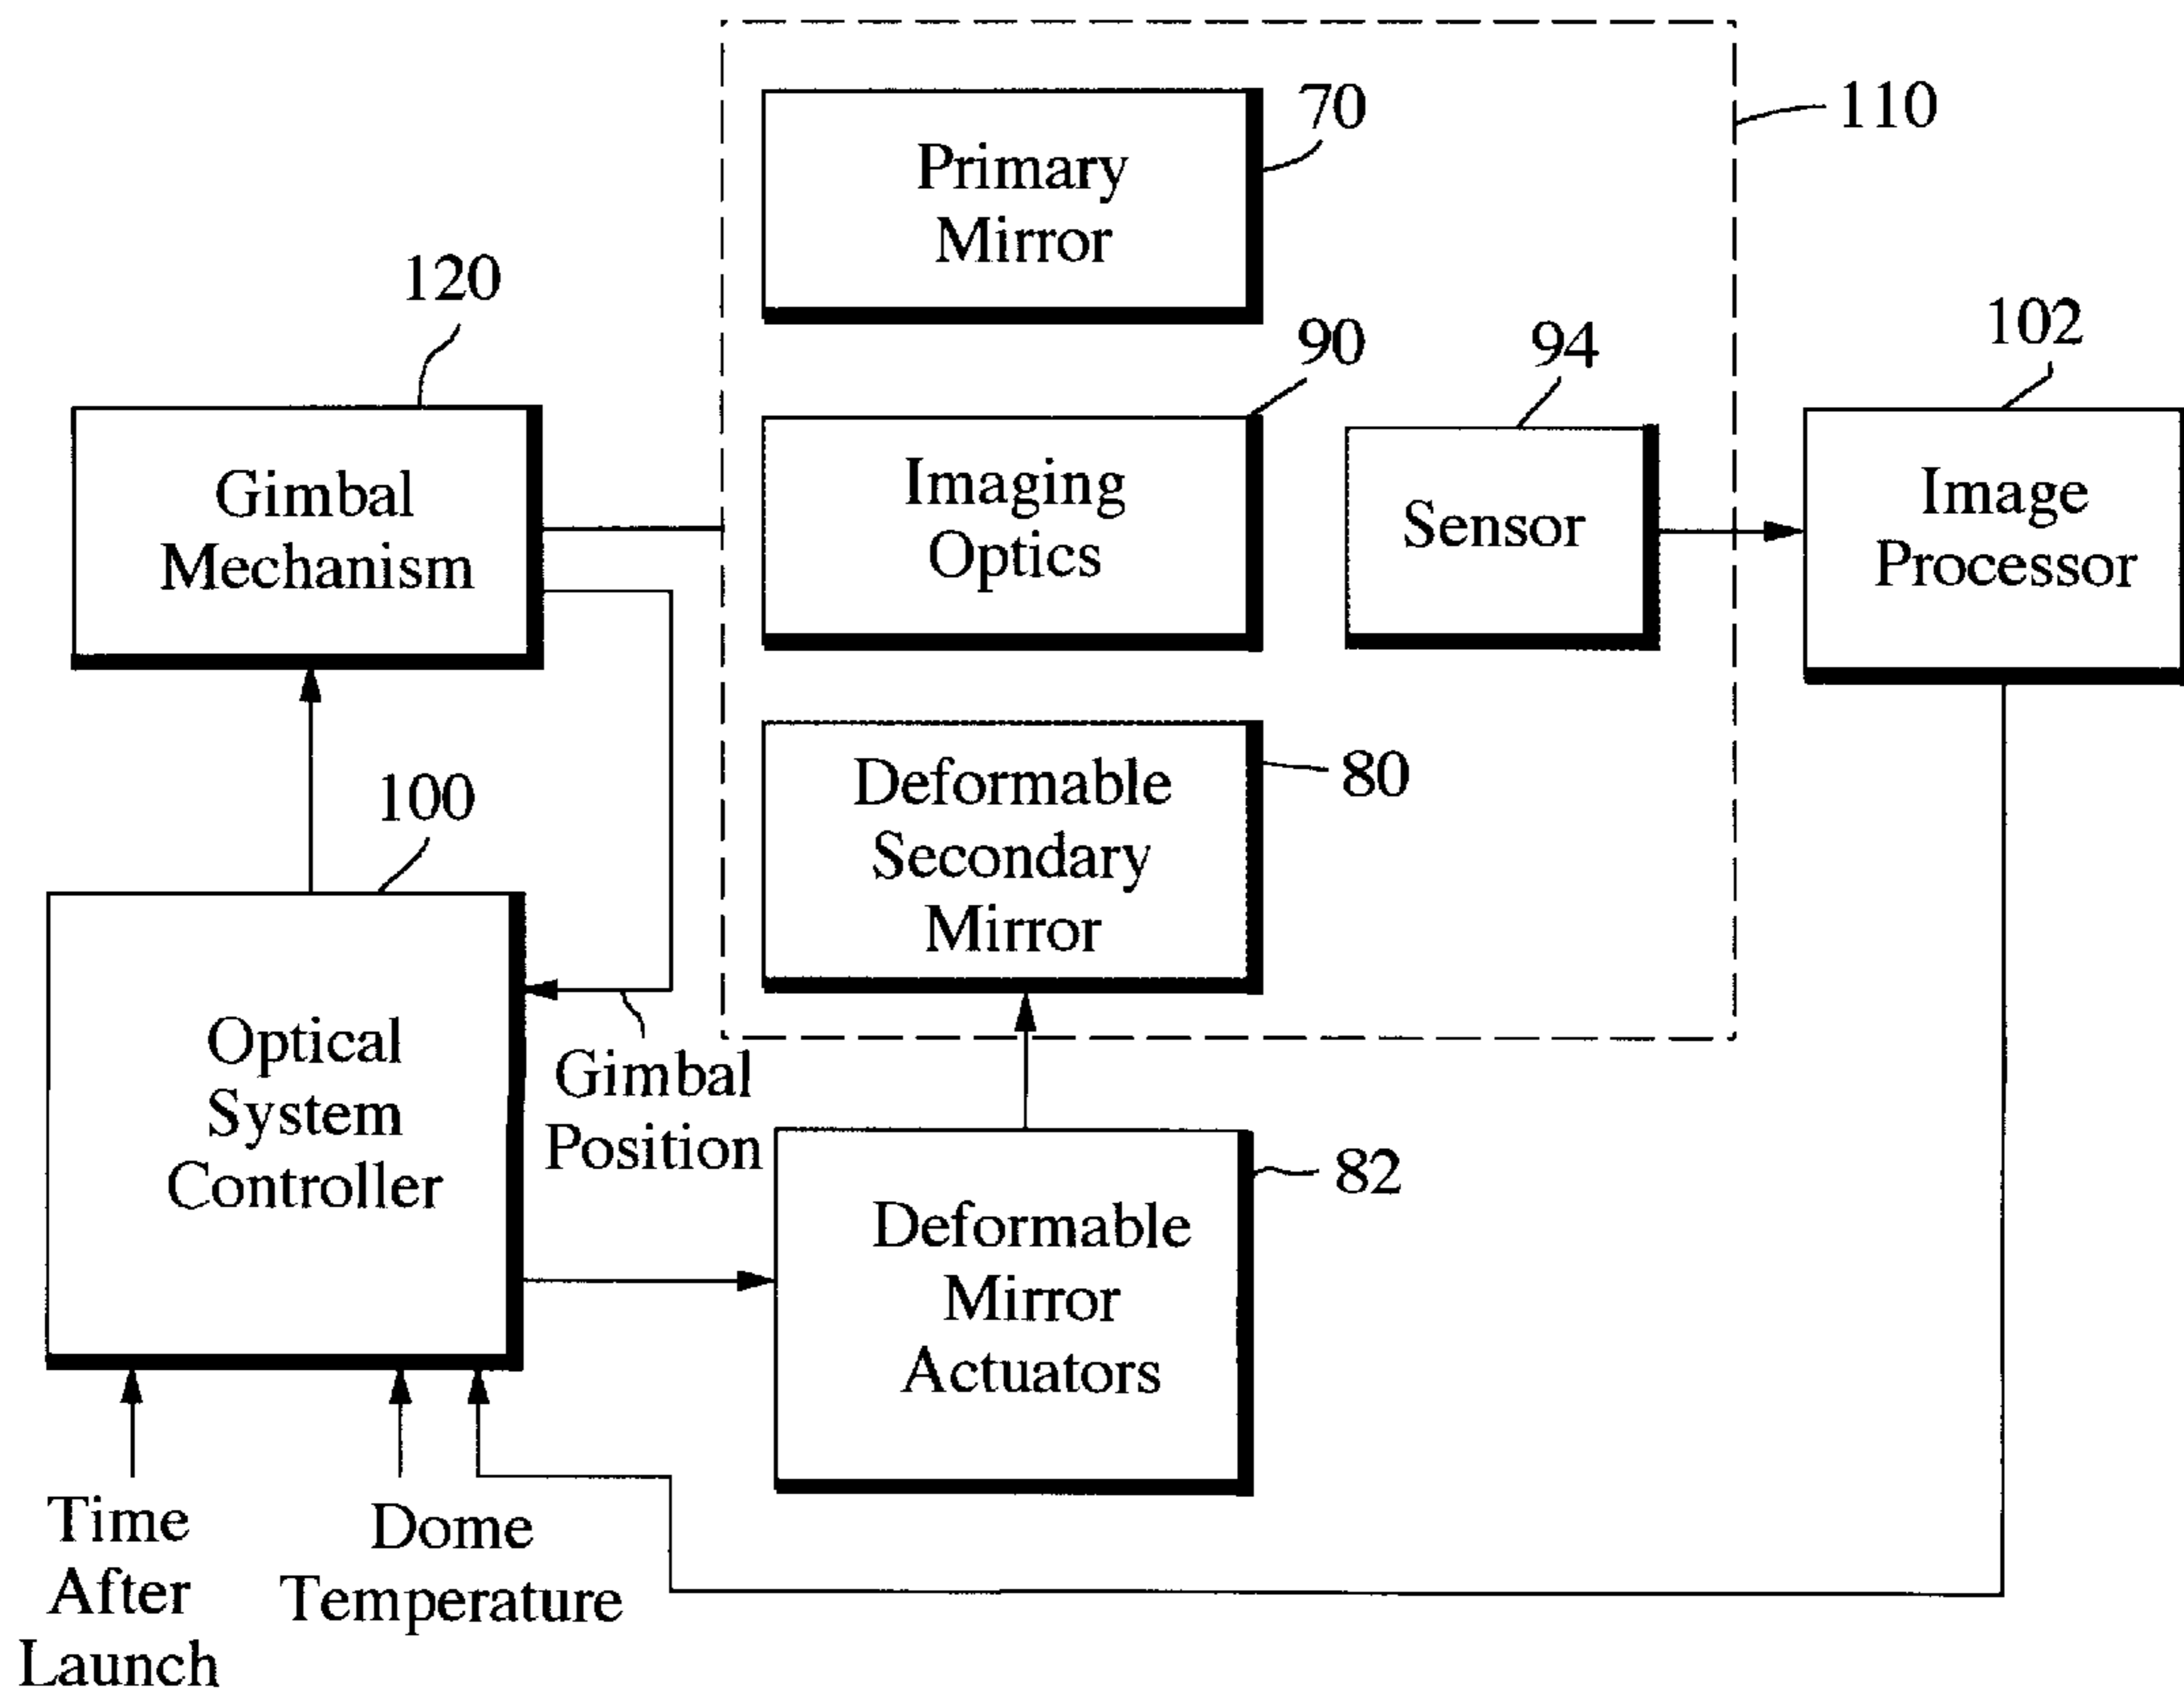 70
110
Primary
Mirror
120
90
94
102
Gimbal
Mechanism
Imaging
Optics
Sensor
Image
Processor
80
100
Deformable
Secondary
Mirror
Optical
System
Controller
Gimbal
Position
82
Deformable
Mirror
Actuators
Time
After
Launch
Dome
Temperature